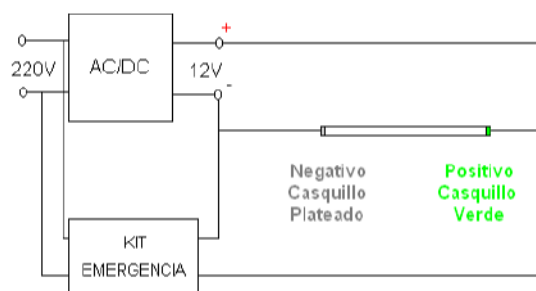 +
AC/DC
220V
12V
-
Negativo
Casquillo
Plateado
Positivo
Casquillo
Verde
KIT
EMERGENCIA